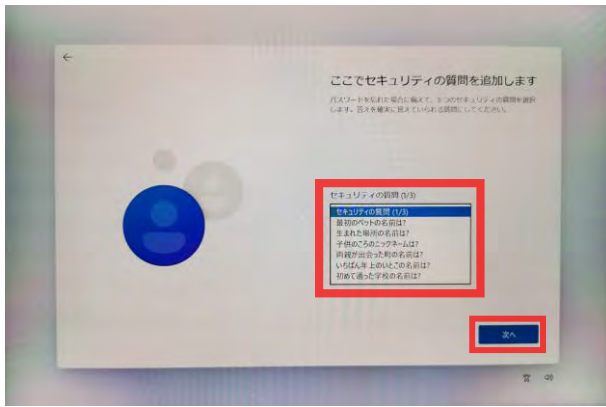 ここでセキュリティの質問を追加します
パスワードを忘れた場合に備えて、3 つのセキュリティの質問を選択
します。答えを確実に覚えていられる質問にしてください。
セキュリティの質問 (1/3)
セキュリティの質問 (1/3)
最初のペットの名前は?
生まれた場所の名前は?
子供のころのニックネームは?
両親が出会った町の名前は?
いちばん年上のいとこの名前は?
初めて通った学校の名前は?
次へ